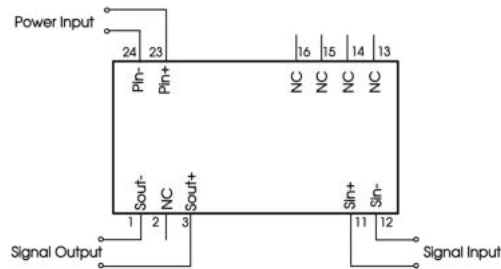 Power Input
24 23 16 15 14 13
Pin- Pin+ NC NC NC NC
Sout- NC Sout+ Sin+ Sin-
1 2 3 11 12
Signal Output Signal Input